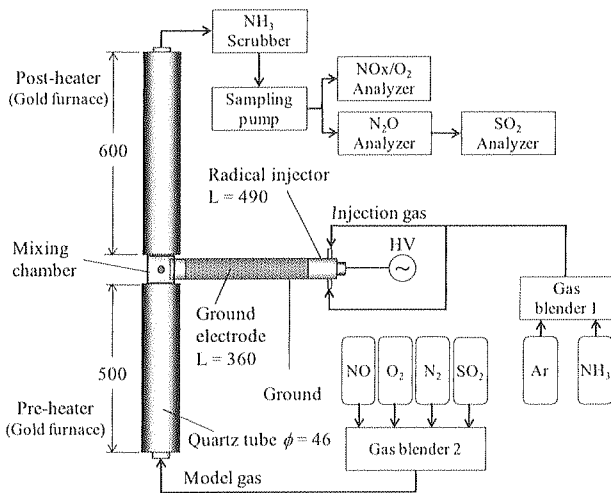 NH3
Scrubber
Post-heater
(Gold furnace)
NOx/O2
Analyzer
Sampling
pump
N2O
Analyzer
SO2
Analyzer
600
Radical injector
L = 490
Injection gas
HV
~
Mixing
chamber
Gas
blender 1
Ground
electrode
L = 360
500
NO
O2
N2
SO2
Ar
NH3
Ground
Pre-heater
(Gold furnace)
Quartz tube ϕ = 46
Gas blender 2
Model gas